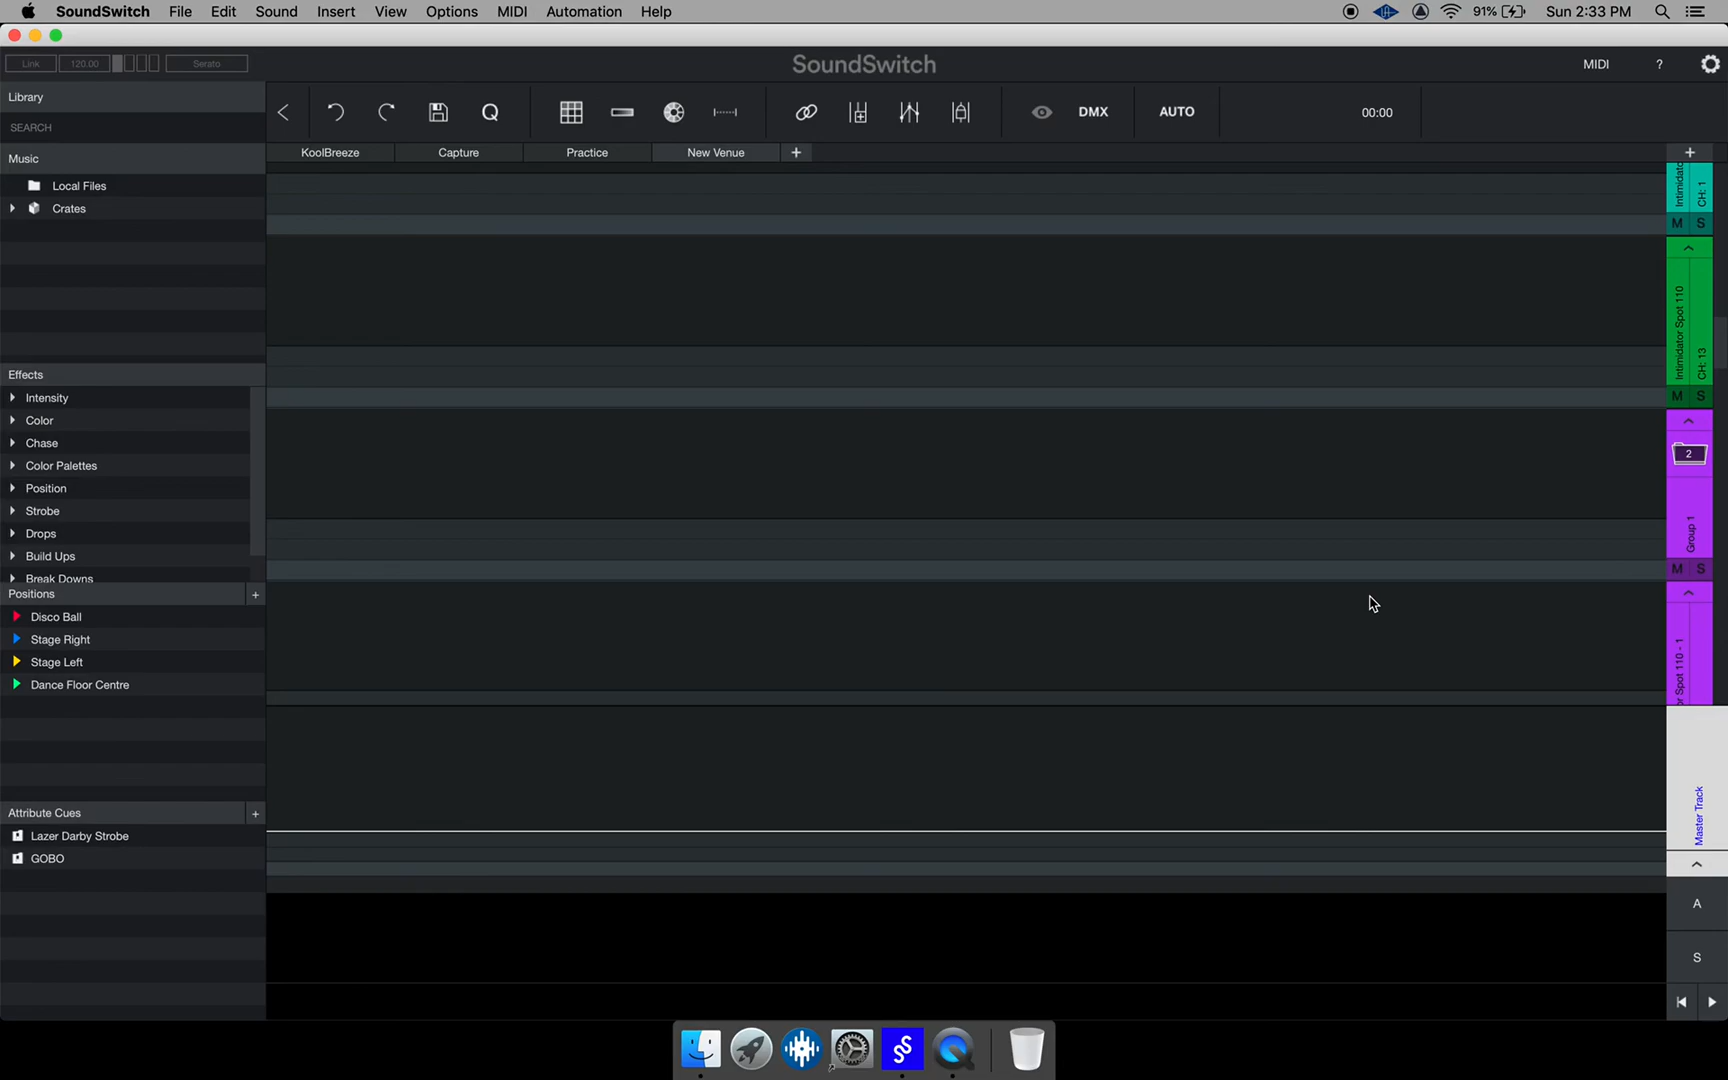 SoundSwitch File Edit Sound Insert View Options MIDI Automation Help 91% Sun 2:33 PM
Link 120.00 Serato SoundSwitch MIDI ?
Library
SEARCH
Music
Local Files
Crates
Q DMX AUTO 00:00
KoolBreeze Capture Practice New Venue + +
Effects
Intensity
Color
Chase
Color Palettes
Position
Strobe
Drops
Build Ups
Break Downs
Positions +
Disco Ball
Stage Right
Stage Left
Dance Floor Centre
Attribute Cues +
Lazer Darby Strobe
GOBO
Intimidato
CH: 1
M S
Intimidator Spot 110
CH: 13
M S
2
Group 1
M S
r Spot 110 - 1
Master Track
A
S